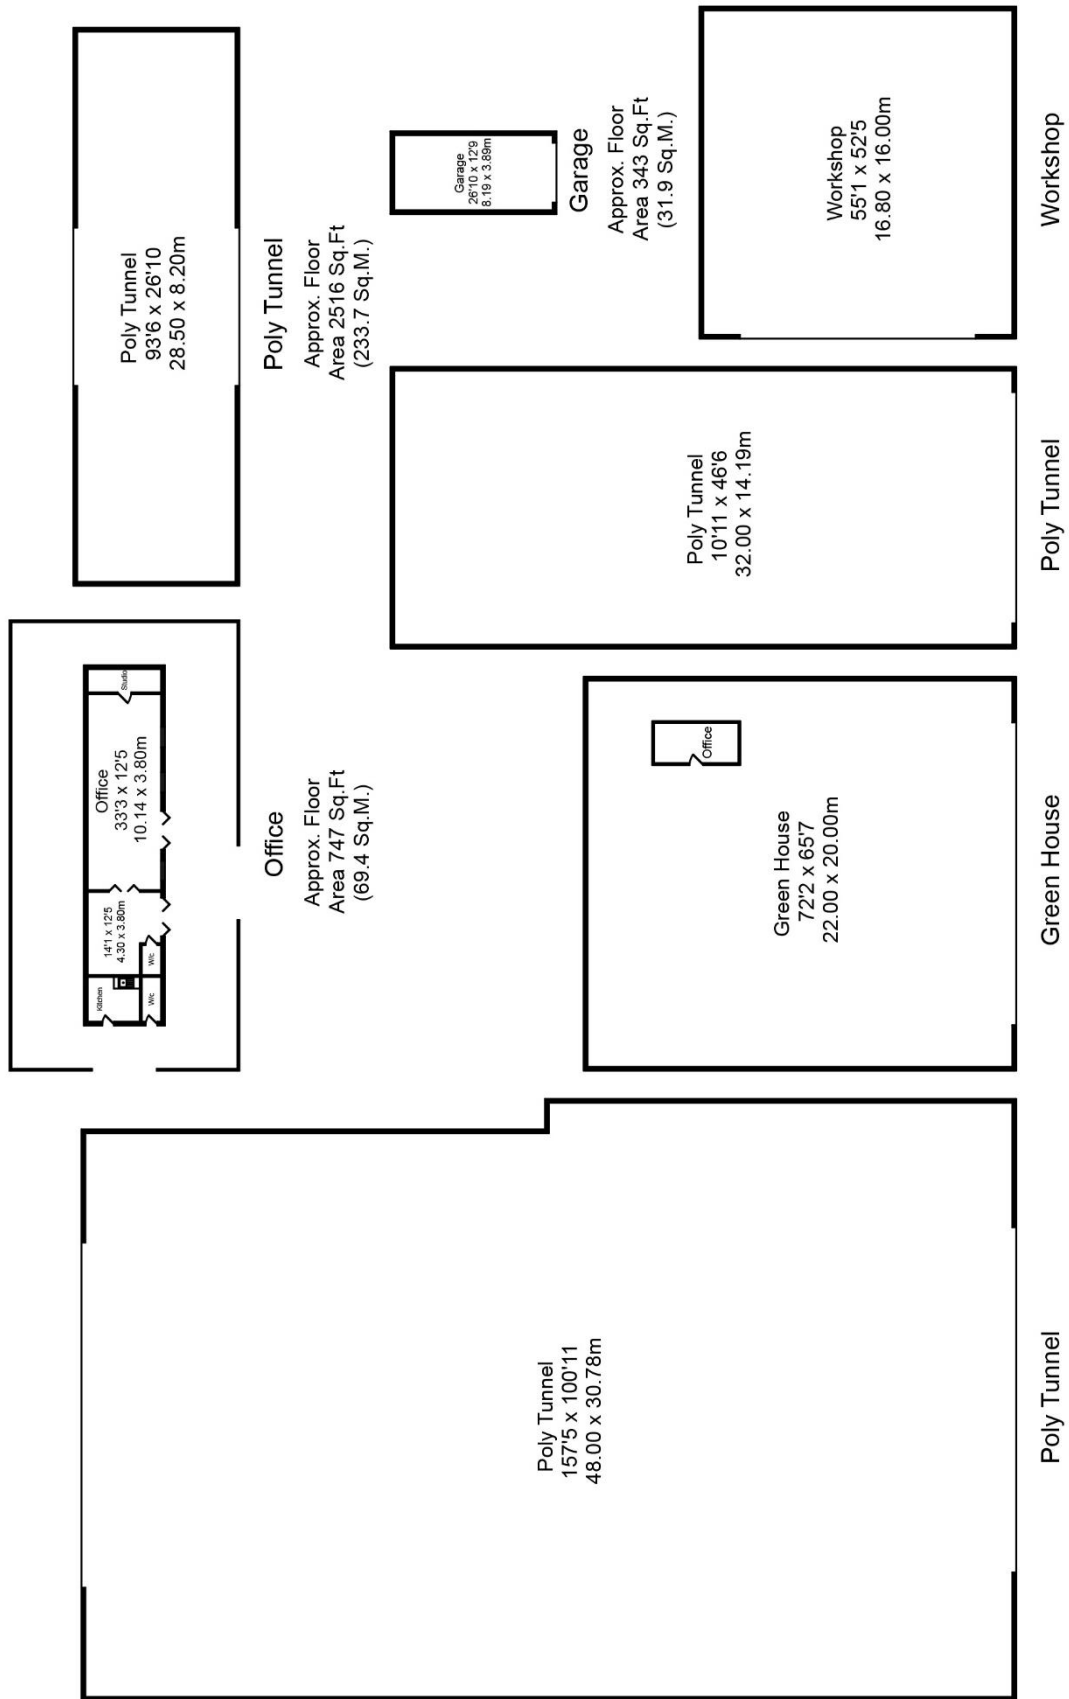 Poly Tunnel
157'5 x 100'11
48.00 x 30.78m
Poly Tunnel
Kitchen
W/c
14'1 x 12'5
4.30 x 3.80m
W/c
Office
33'3 x 12'5
10.14 x 3.80m
Studio
Office
Approx. Floor
Area 747 Sq.Ft
(69.4 Sq.M.)
Poly Tunnel
93'6 x 26'10
28.50 x 8.20m
Poly Tunnel
Approx. Floor
Area 2516 Sq.Ft
(233.7 Sq.M.)
Green House
72'2 x 65'7
22.00 x 20.00m
Office
Green House
Poly Tunnel
10'11 x 46'6
32.00 x 14.19m
Poly Tunnel
Garage
26'10 x 12'9
8.19 x 3.89m
Garage
Approx. Floor
Area 343 Sq.Ft
(31.9 Sq.M.)
Workshop
55'1 x 52'5
16.80 x 16.00m
Workshop